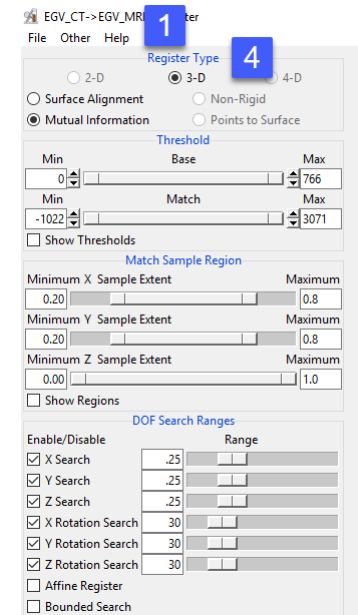 EGV_CT->EGV_MRI
1
File Other Help
Register Type
4
2-D 3-D 4-D
Surface Alignment Non-Rigid
Mutual Information Points to Surface
Threshold
Min Base Max
0 766
Min Match Max
-1022 3071
Show Thresholds
Match Sample Region
Minimum X Sample Extent Maximum
0.20 0.8
Minimum Y Sample Extent Maximum
0.20 0.8
Minimum Z Sample Extent Maximum
0.00 1.0
Show Regions
DOF Search Ranges
Enable/Disable Range
X Search .25
Y Search .25
Z Search .25
X Rotation Search 30
Y Rotation Search 30
Z Rotation Search 30
Affine Register
Bounded Search